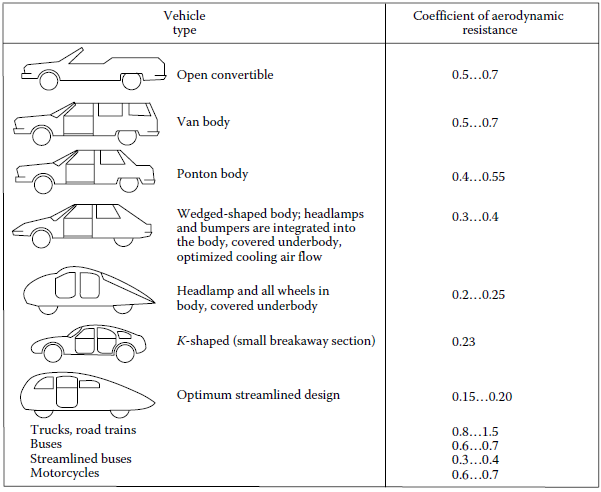 Vehicle type
Coefficient of aerodynamic resistance
Open convertible
0.5…0.7
Van body
0.5…0.7
Ponton body
0.4…0.55
Wedged-shaped body; headlamps
and bumpers are integrated into
the body, covered underbody,
optimized cooling air flow
0.3…0.4
Headlamp and all wheels in
body, covered underbody
0.2…0.25
K-shaped (small breakaway section)
0.23
Optimum streamlined design
0.15…0.20
Trucks, road trains
0.8…1.5
Buses
0.6…0.7
Streamlined buses
0.3…0.4
Motorcycles
0.6…0.7